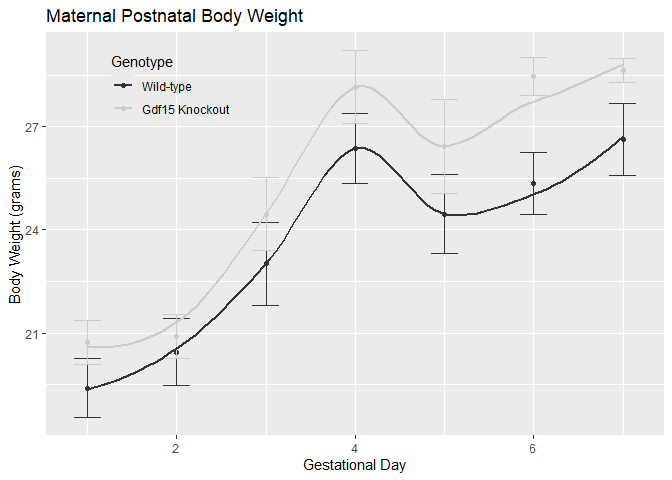 Maternal Postnatal Body Weight
Genotype
Wild-type
Gdf15 Knockout
Body Weight (grams)
27
24
21
2
4
6
Gestational Day